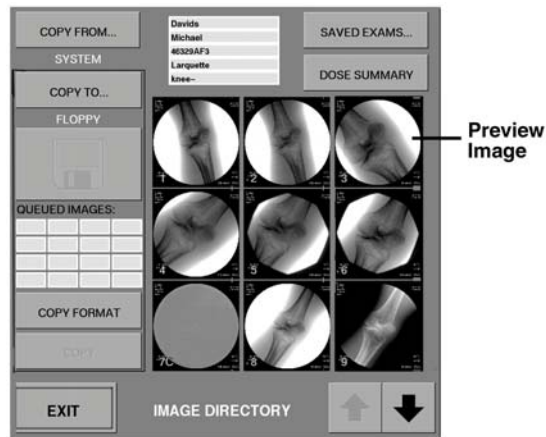 COPY FROM...
SYSTEM
COPY TO...
FLOPPY
QUEUED IMAGES:
COPY FORMAT
COPY
EXIT
Davids
Michael
46329AF3
Larquette
knee~
SAVED EXAMS...
DOSE SUMMARY
1
2
3
4
5
6
7C
8
9
IMAGE DIRECTORY
Preview
Image